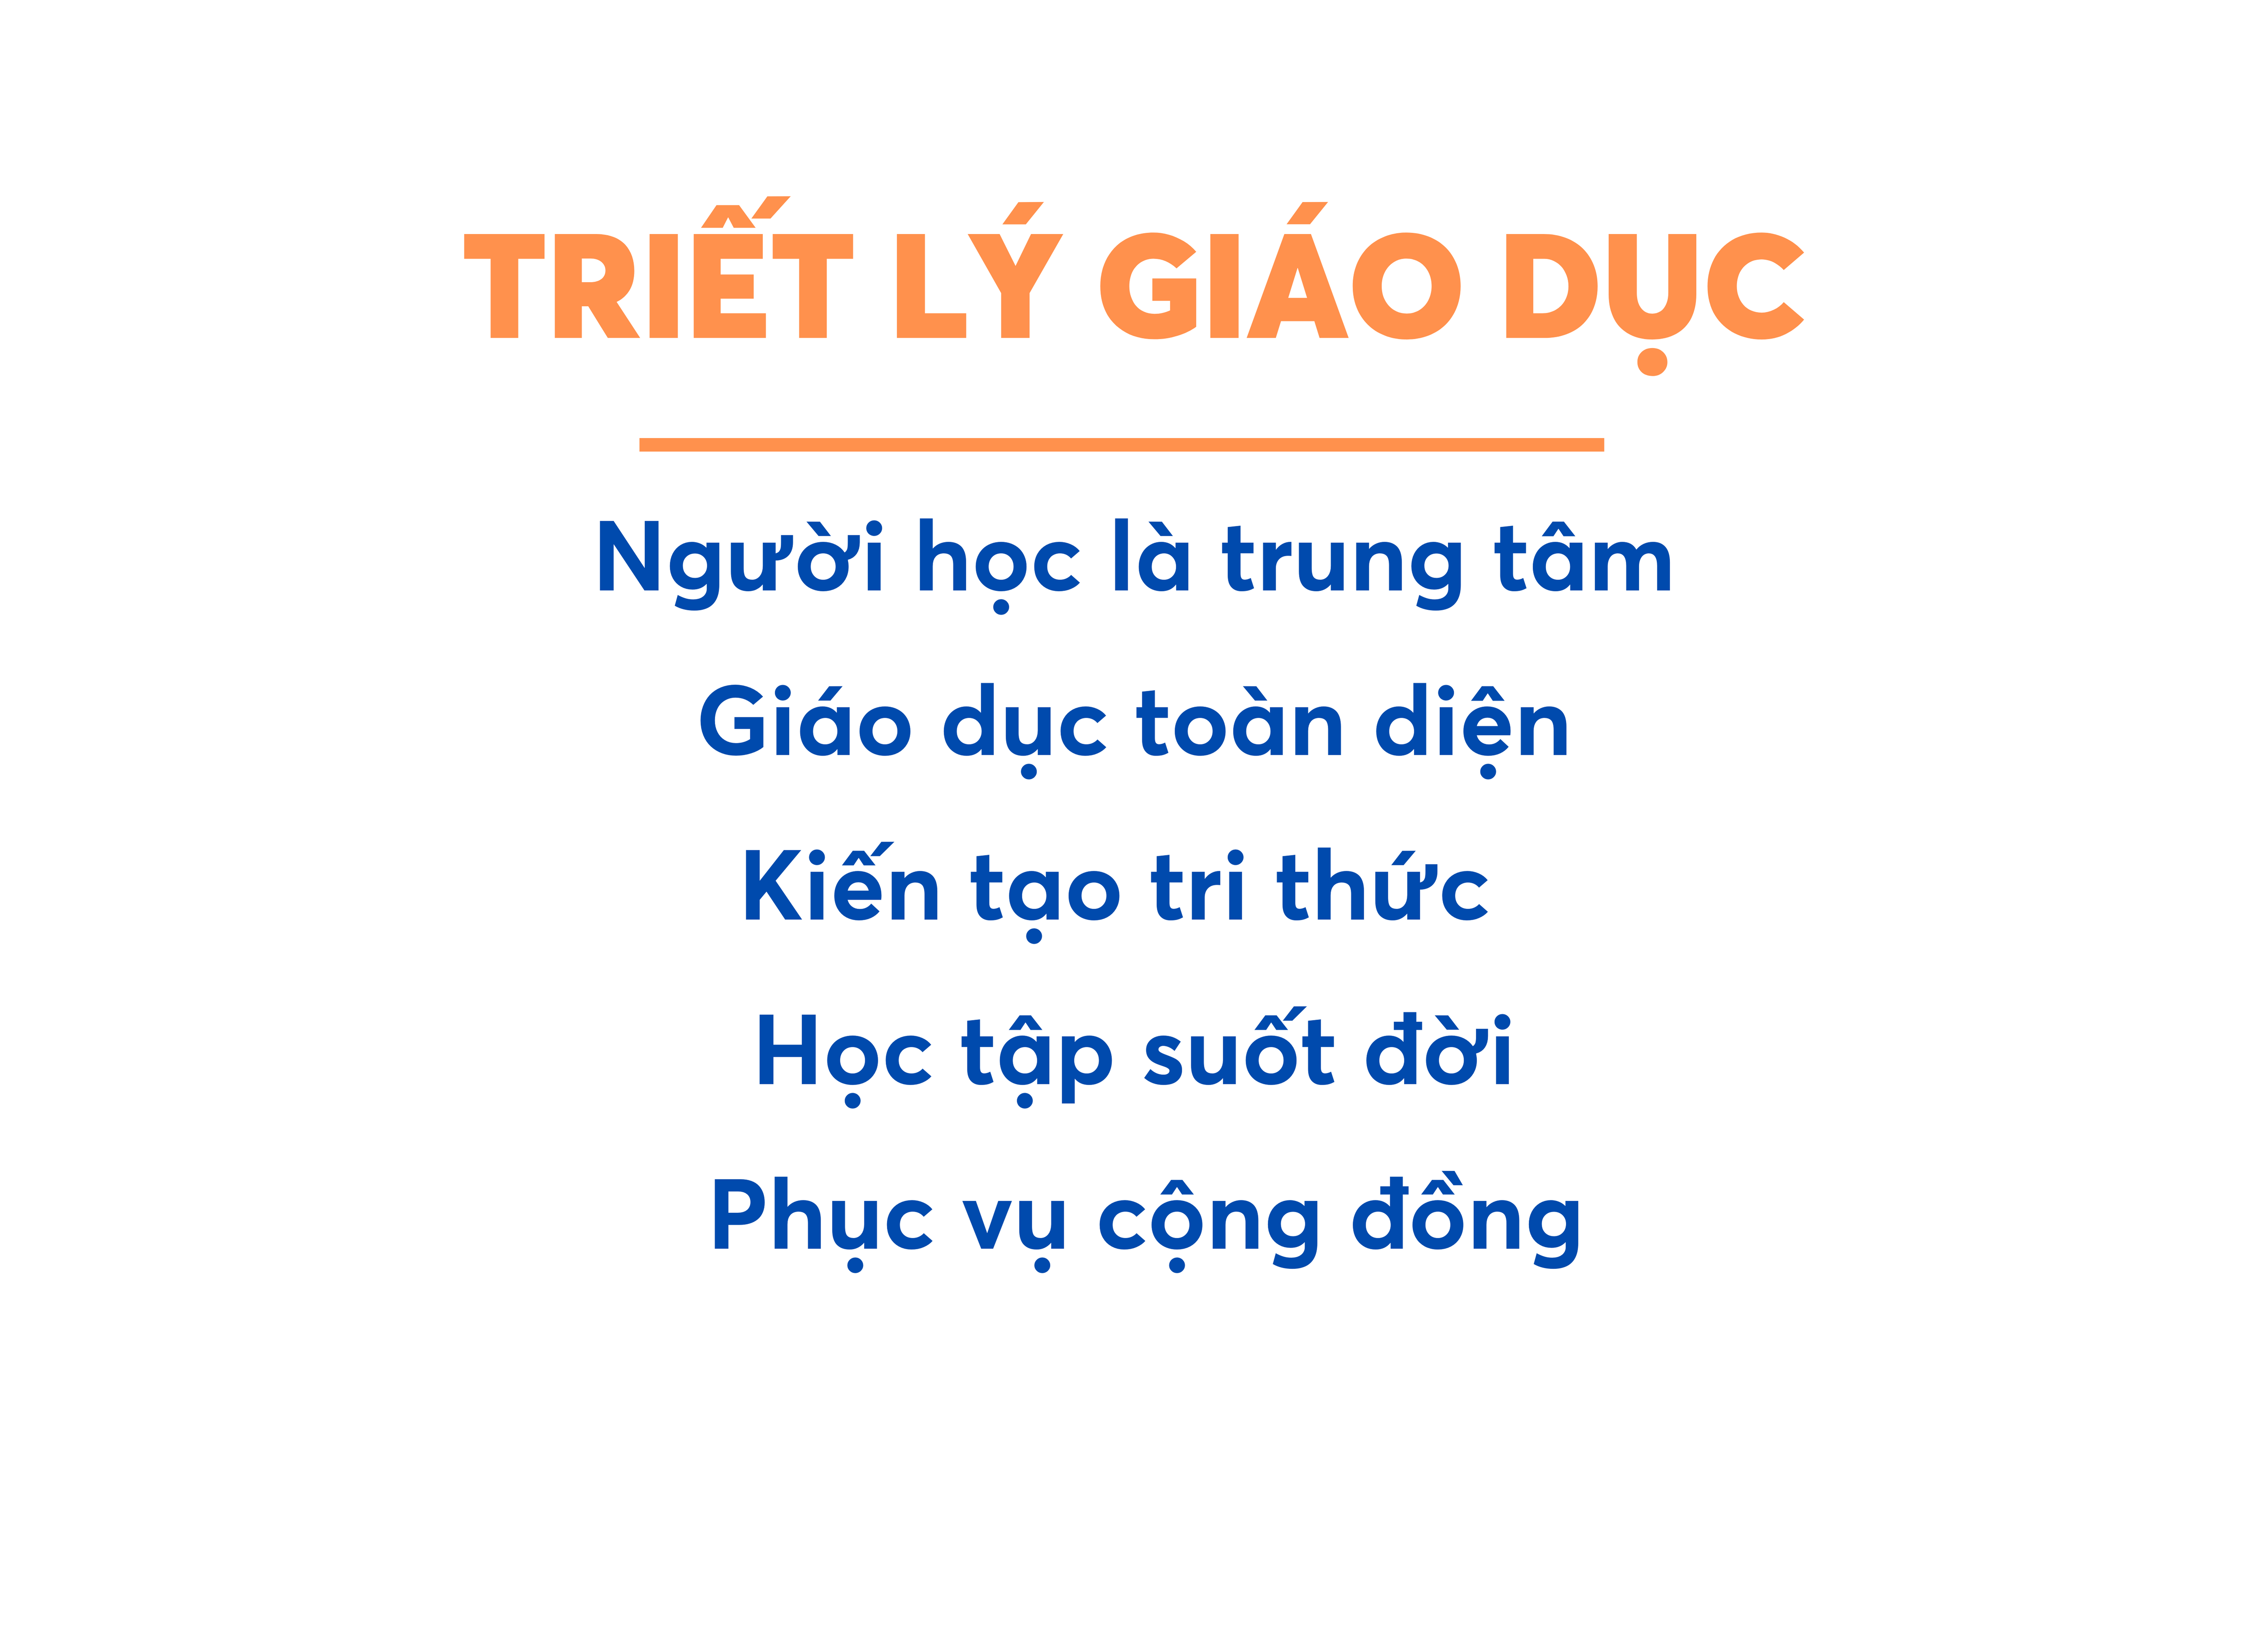 TRIẾT LÝ GIÁO DỤC
Người học là trung tâm
Giáo dục toàn diện
Kiến tạo tri thức
Học tập suốt đời
Phục vụ cộng đồng